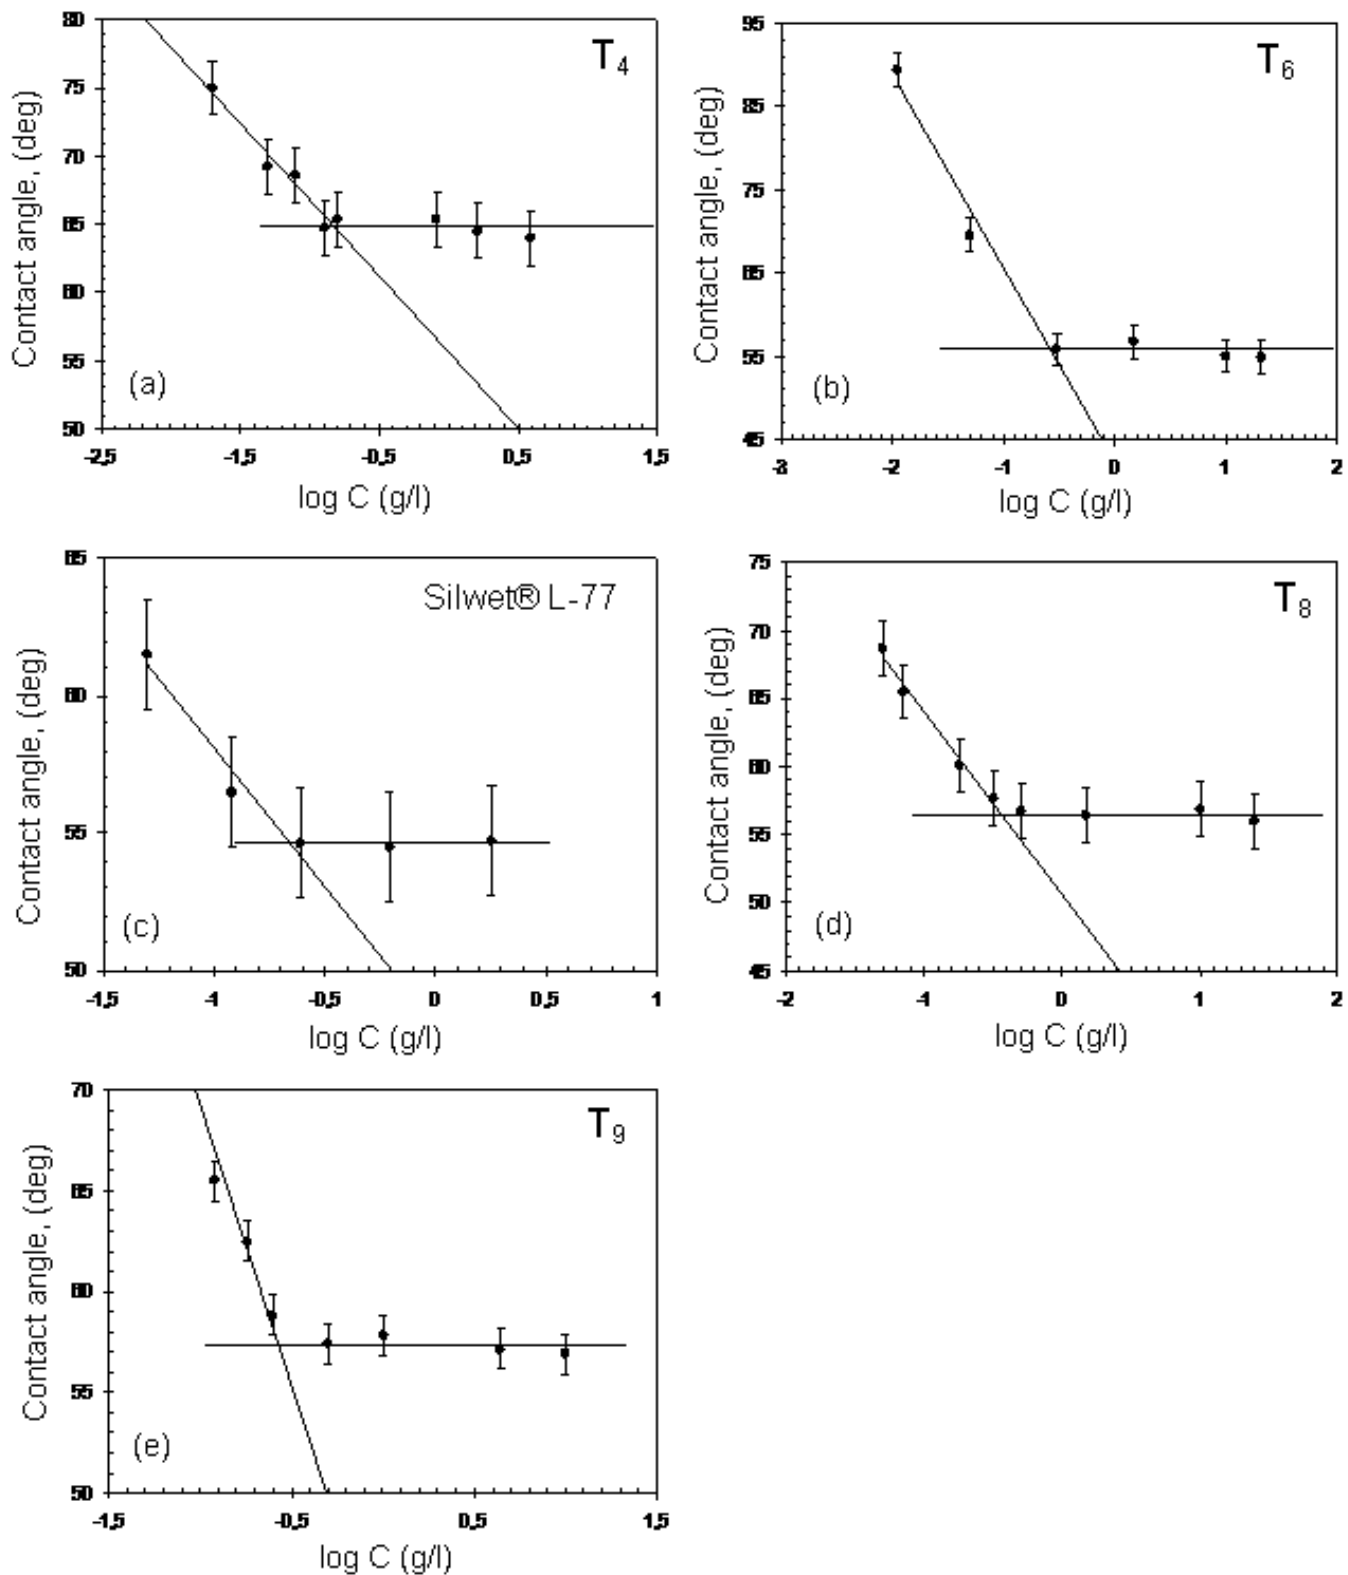 80
75
70
65
60
55
50
Contact angle, (deg)
T4
(a)
-2,5
-1,5
-0,5
0,5
1,5
log C (g/l)
95
85
75
65
55
45
Contact angle, (deg)
T6
(b)
-3
-2
-1
0
1
2
log C (g/l)
65
60
55
50
Contact angle, (deg)
Silwet® L-77
(c)
-1,5
-1
-0,5
0
0,5
1
log C (g/l)
75
70
65
60
55
50
45
Contact angle, (deg)
T8
(d)
-2
-1
0
1
2
log C (g/l)
70
65
60
55
50
Contact angle, (deg)
T9
(e)
-1,5
-0,5
0,5
1,5
log C (g/l)